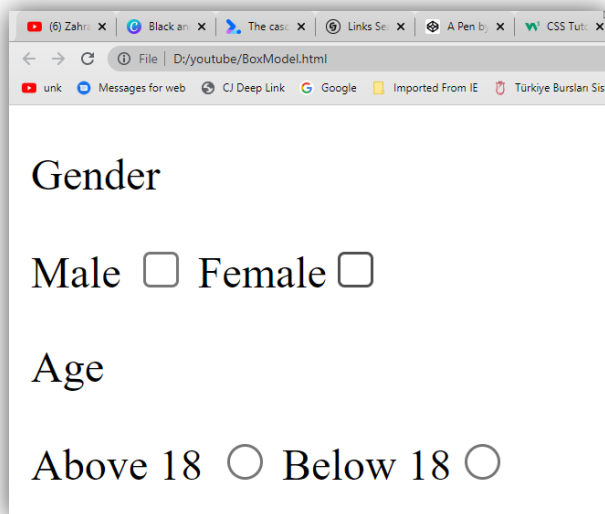 (6) Zahra Black an The casc Links Se A Pen by CSS Tuto
File D:/youtube/BoxModel.html
unk Messages for web CJ Deep Link Google Imported From IE Türkiye Bursları Sis
Gender
Male Female
Age
Above 18 Below 18